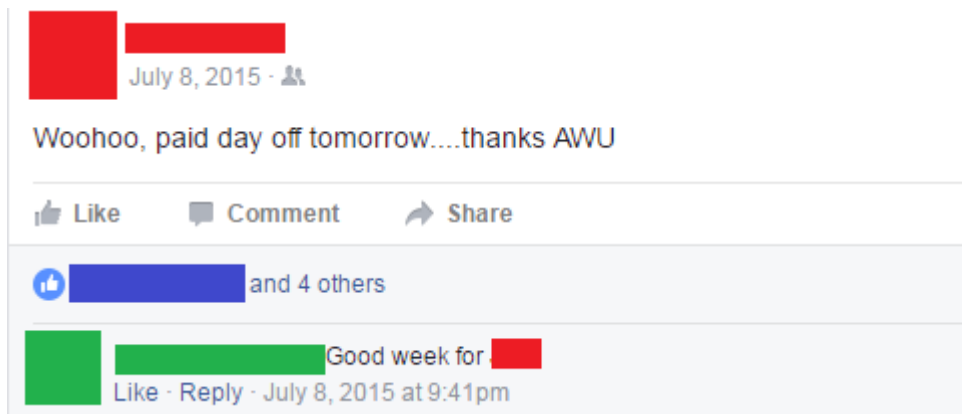 July 8, 2015 ·
Woohoo, paid day off tomorrow....thanks AWU
Like Comment Share
and 4 others
Good week for
Like · Reply · July 8, 2015 at 9:41pm